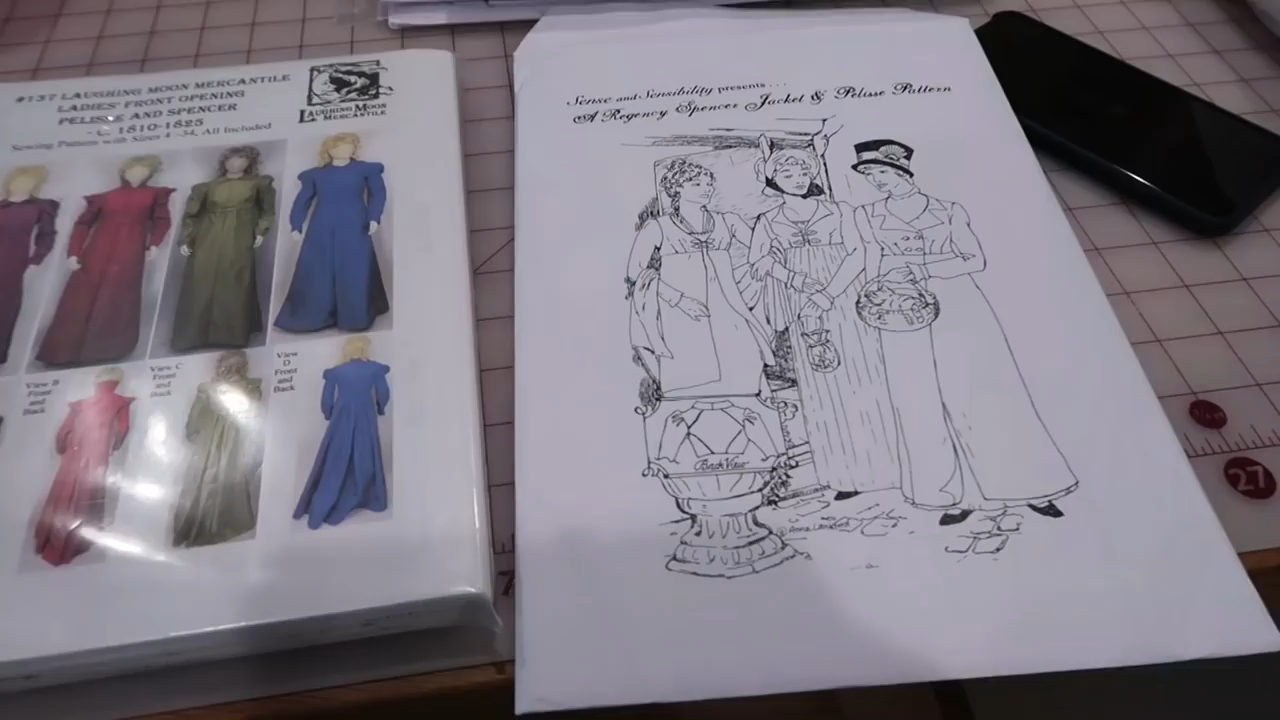 #137 LAUGHING MOON MERCANTILE
LADIES' FRONT OPENING
PELISSE AND SPENCER
- C. 1810-1825
Sewing Pattern with Sizes 4 -34, All Included
LAUGHING MOON
MERCANTILE
View B
Front
and
Back
View C
Front
and
Back
View
D
Front
and
Back
Sense and Sensibility presents . . .
A Regency Spencer Jacket & Pelisse Pattern
Back View
27